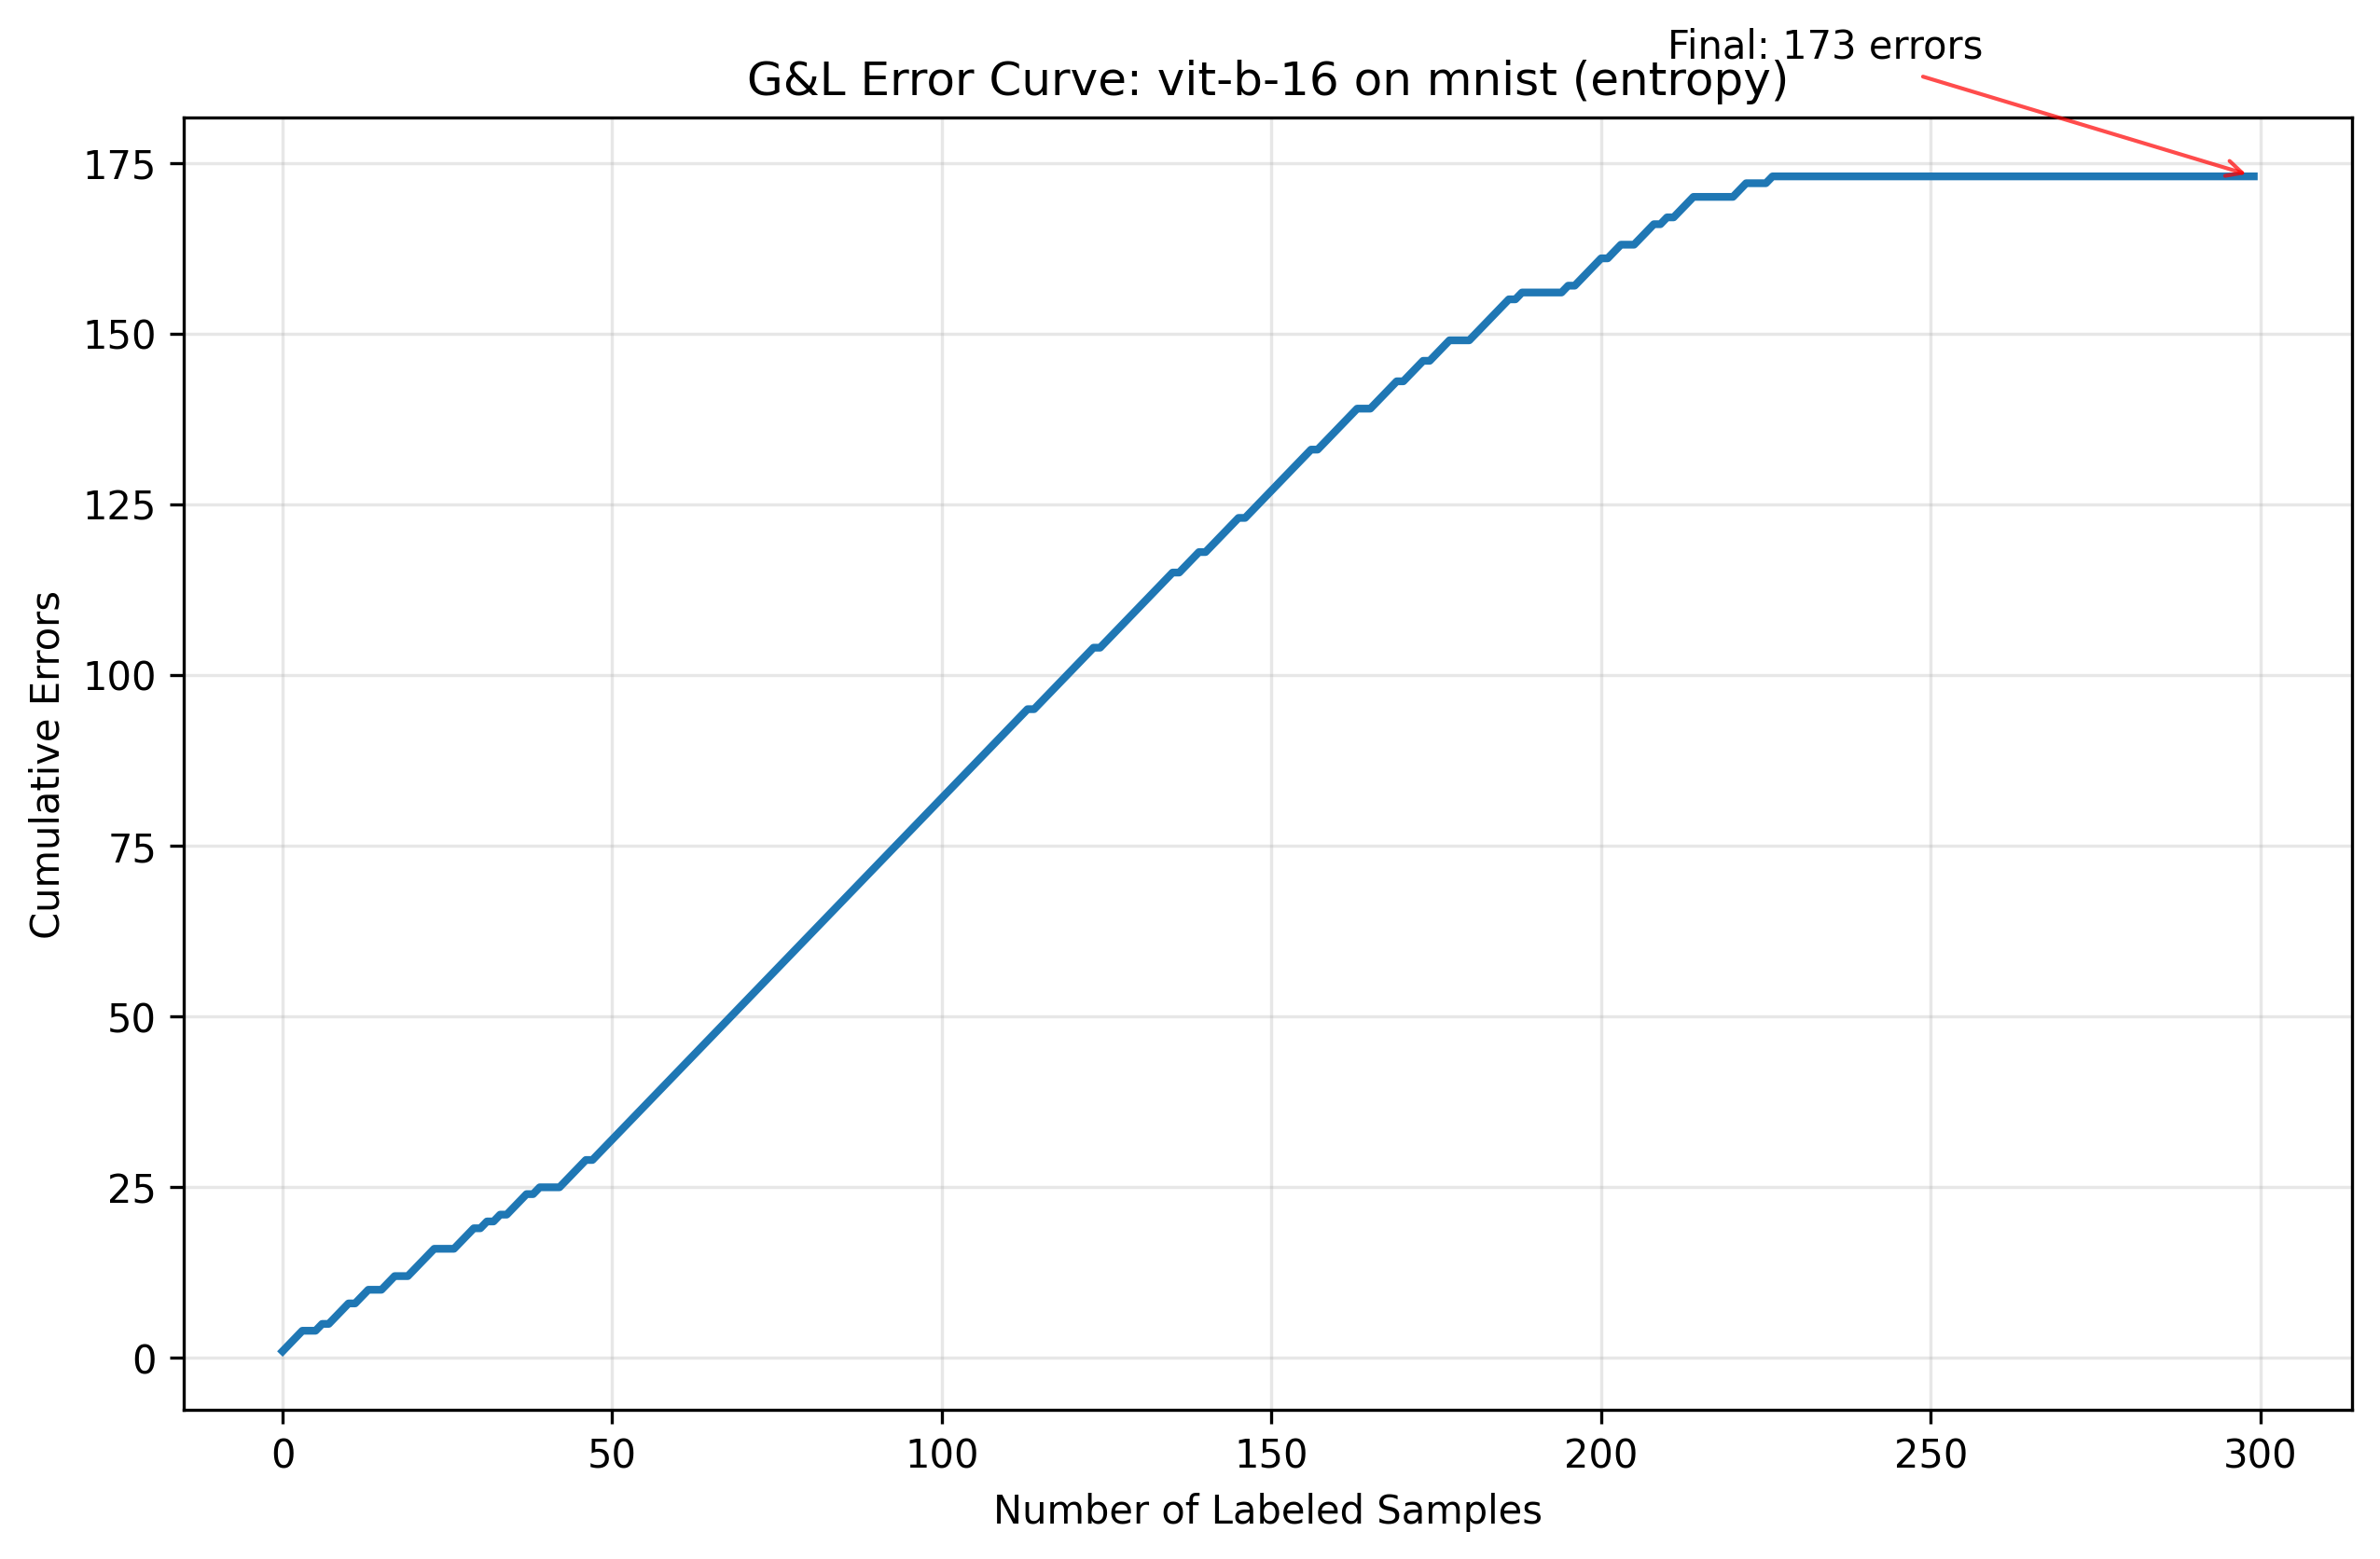 Final: 173 errors
G&L Error Curve: vit-b-16 on mnist (entropy)
175
150
125
100
75
50
25
0
Cumulative Errors
0 50 100 150 200 250 300
Number of Labeled Samples